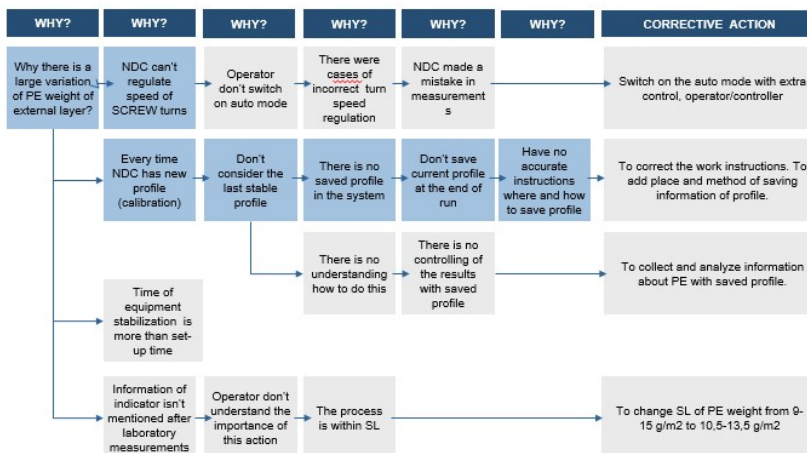 WHY?
WHY?
WHY?
WHY?
WHY?
WHY?
CORRECTIVE ACTION
Why there is a
large variation
of PE weight of
external layer?
NDC can't
regulate
speed of
SCREW turns
Operator
don't switch
on auto mode
There were
cases of
incorrect turn
speed
regulation
NDC made a
mistake in
measurement
s
Switch on the auto mode with extra
control, operator/controller
Every time
NDC has new
profile
(calibration)
Don't
consider the
last stable
profile
There is no
saved profile
in the system
Don't save
current profile
at the end of
run
Have no
accurate
instructions
where and how
to save profile
To correct the work instructions. To
add place and method of saving
information of profile.
There is no
understanding
how to do this
There is no
controlling of
the results
with saved
profile
To collect and analyze information
about PE with saved profile.
Time of
equipment
stabilization is
more than set-
up time
Information of
indicator isn't
mentioned after
laboratory
measurements
Operator don't
understand the
importance of
this action
The process
is within SL
To change SL of PE weight from 9-
15 g/m2 to 10,5-13,5 g/m2